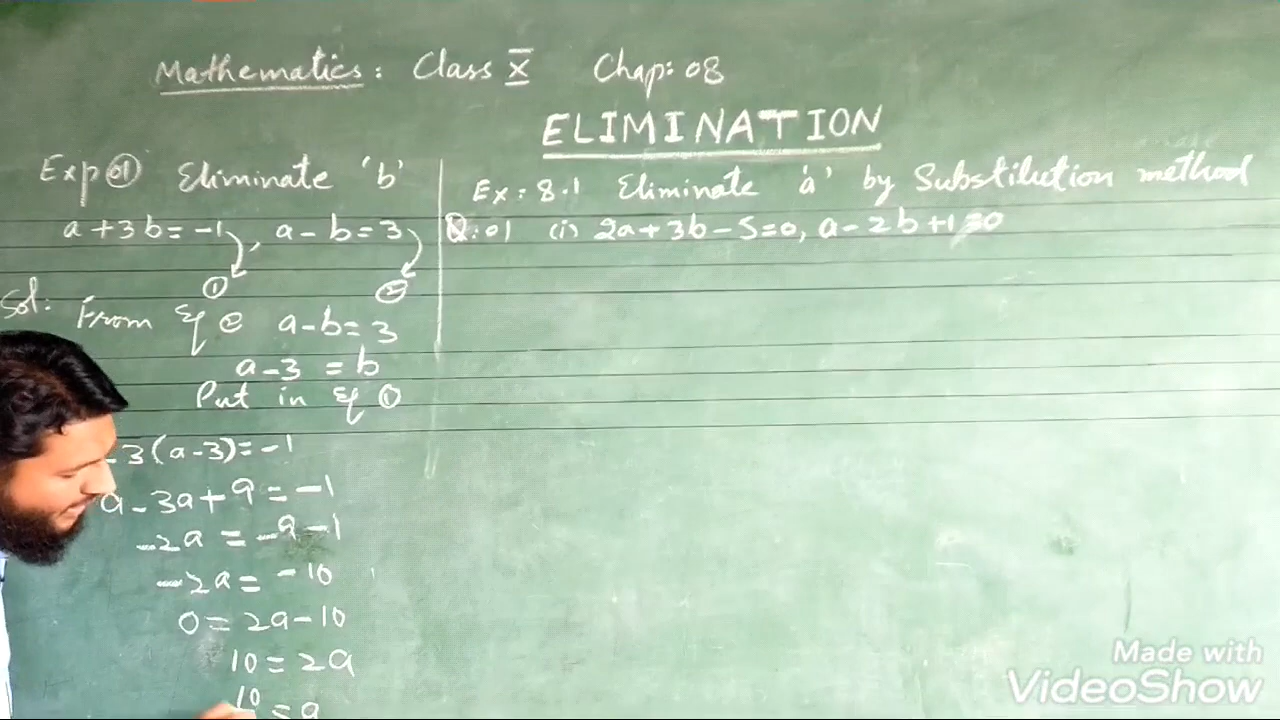 Mathematics: Class X Chap: 08
ELIMINATION
Exp 01 Eliminate 'b'
a + 3b = -1, a - b = 3
① ②
Sol: From Eq ② a - b = 3
a - 3 = b
Put in Eq ①
- 3(a - 3) = -1
a - 3a + 9 = -1
-2a = -9 - 1
-2a = -10
0 = 2a - 10
10 = 2a
10 = a
Ex: 8.1 Eliminate 'a' by Substitution method
Q:01 (i) 2a + 3b - 5 = 0, a - 2b + 1 = 0
Made with
VideoShow